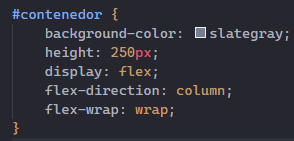 #contenedor {
    background-color: slategray;
    height: 250px;
    display: flex;
    flex-direction: column;
    flex-wrap: wrap;
}